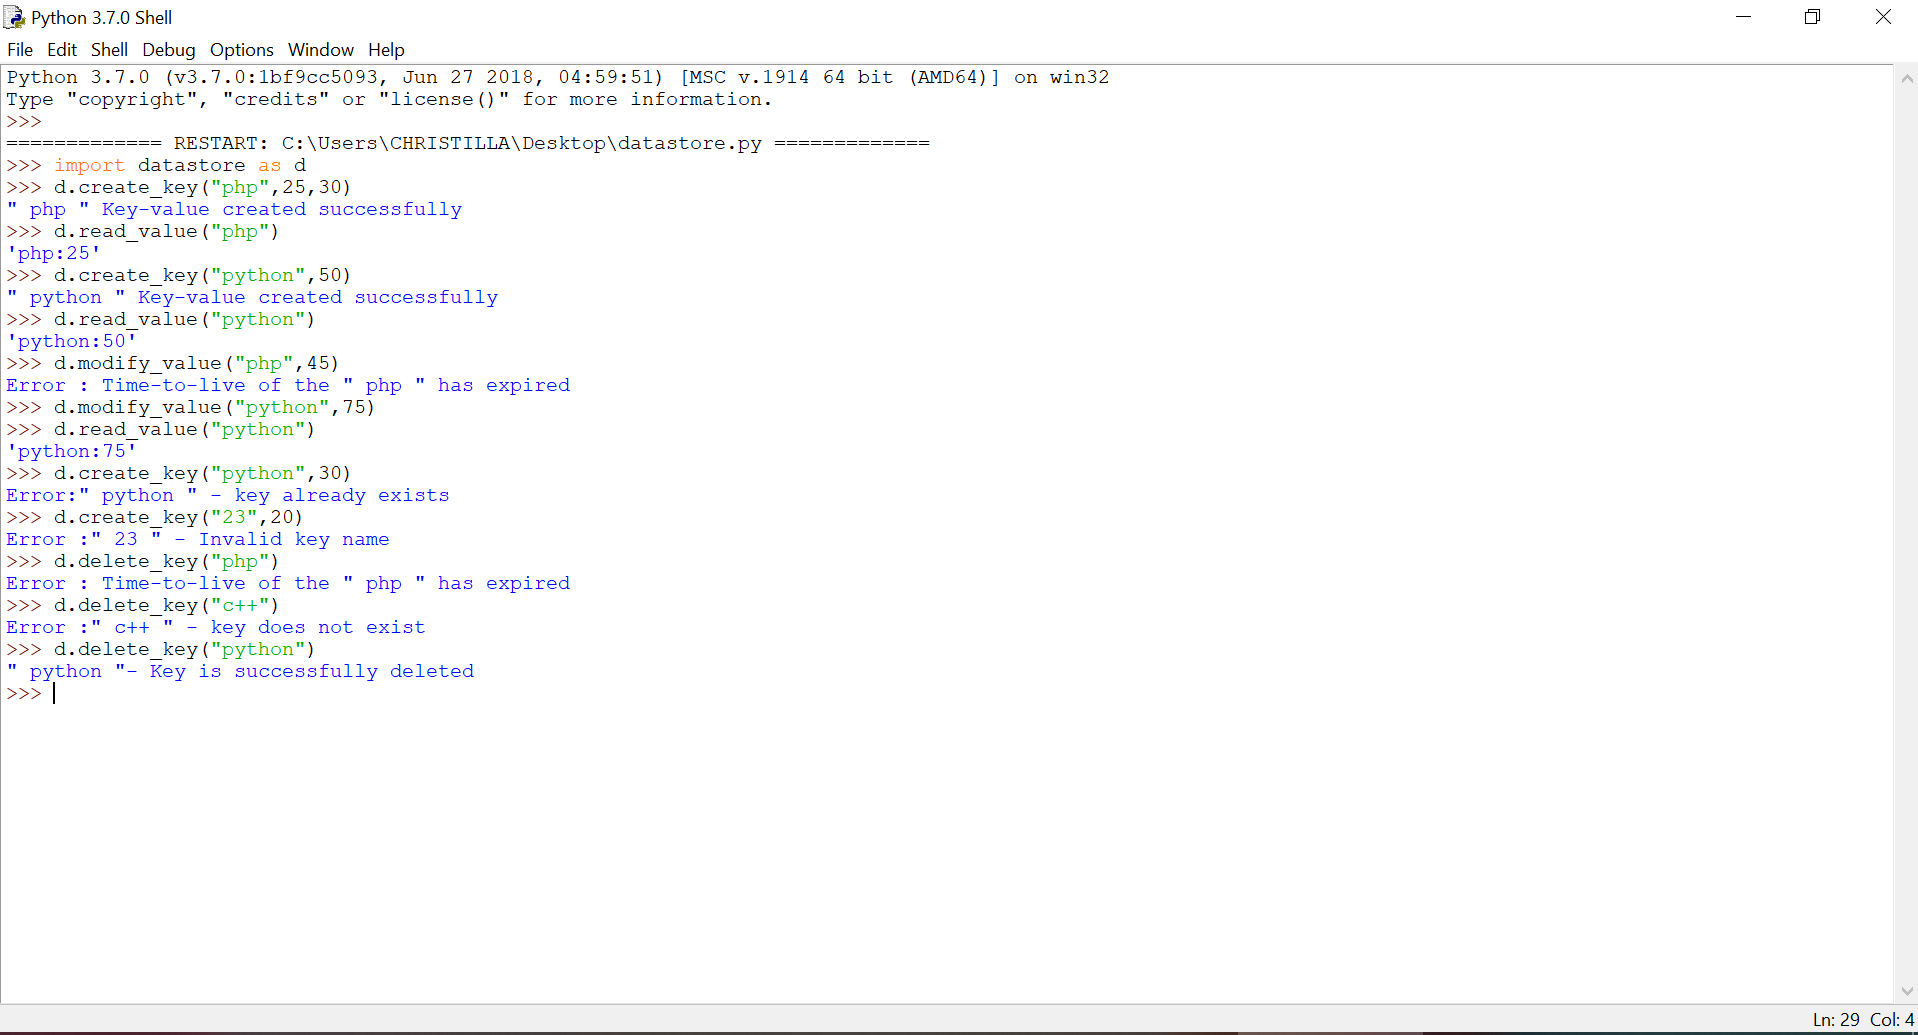 Python 3.7.0 Shell
File Edit Shell Debug Options Window Help
Python 3.7.0 (v3.7.0:1bf9cc5093, Jun 27 2018, 04:59:51) [MSC v.1914 64 bit (AMD64)] on win32
Type "copyright", "credits" or "license()" for more information.
>>>
============= RESTART: C:\Users\CHRISTILLA\Desktop\datastore.py =============
>>> import datastore as d
>>> d.create_key("php",25,30)
" php " Key-value created successfully
>>> d.read_value("php")
'php:25'
>>> d.create_key("python",50)
" python " Key-value created successfully
>>> d.read_value("python")
'python:50'
>>> d.modify_value("php",45)
Error : Time-to-live of the " php " has expired
>>> d.modify_value("python",75)
>>> d.read_value("python")
'python:75'
>>> d.create_key("python",30)
Error:" python " - key already exists
>>> d.create_key("23",20)
Error :" 23 " - Invalid key name
>>> d.delete_key("php")
Error : Time-to-live of the " php " has expired
>>> d.delete_key("c++")
Error :" c++ " - key does not exist
>>> d.delete_key("python")
" python "- Key is successfully deleted
>>>
Ln: 29 Col: 4